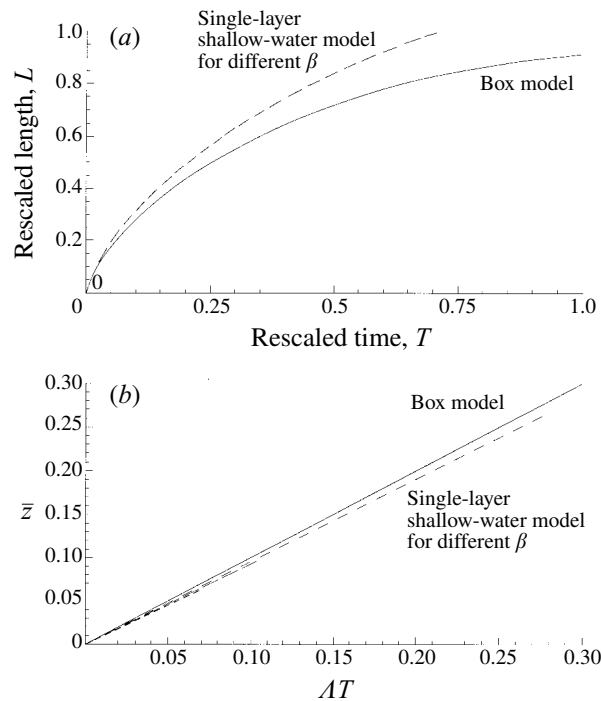 (a)
Single-layer
shallow-water model
for different β
Box model
Rescaled length, L
1.0
0.8
0.6
0.4
0.2
0
0
0.25
0.50
0.75
1.0
Rescaled time, T
(b)
Box model
Single-layer
shallow-water model
for different β
z̄
0.30
0.25
0.20
0.15
0.10
0.05
0
0.05
0.10
0.15
0.20
0.25
0.30
ΛT